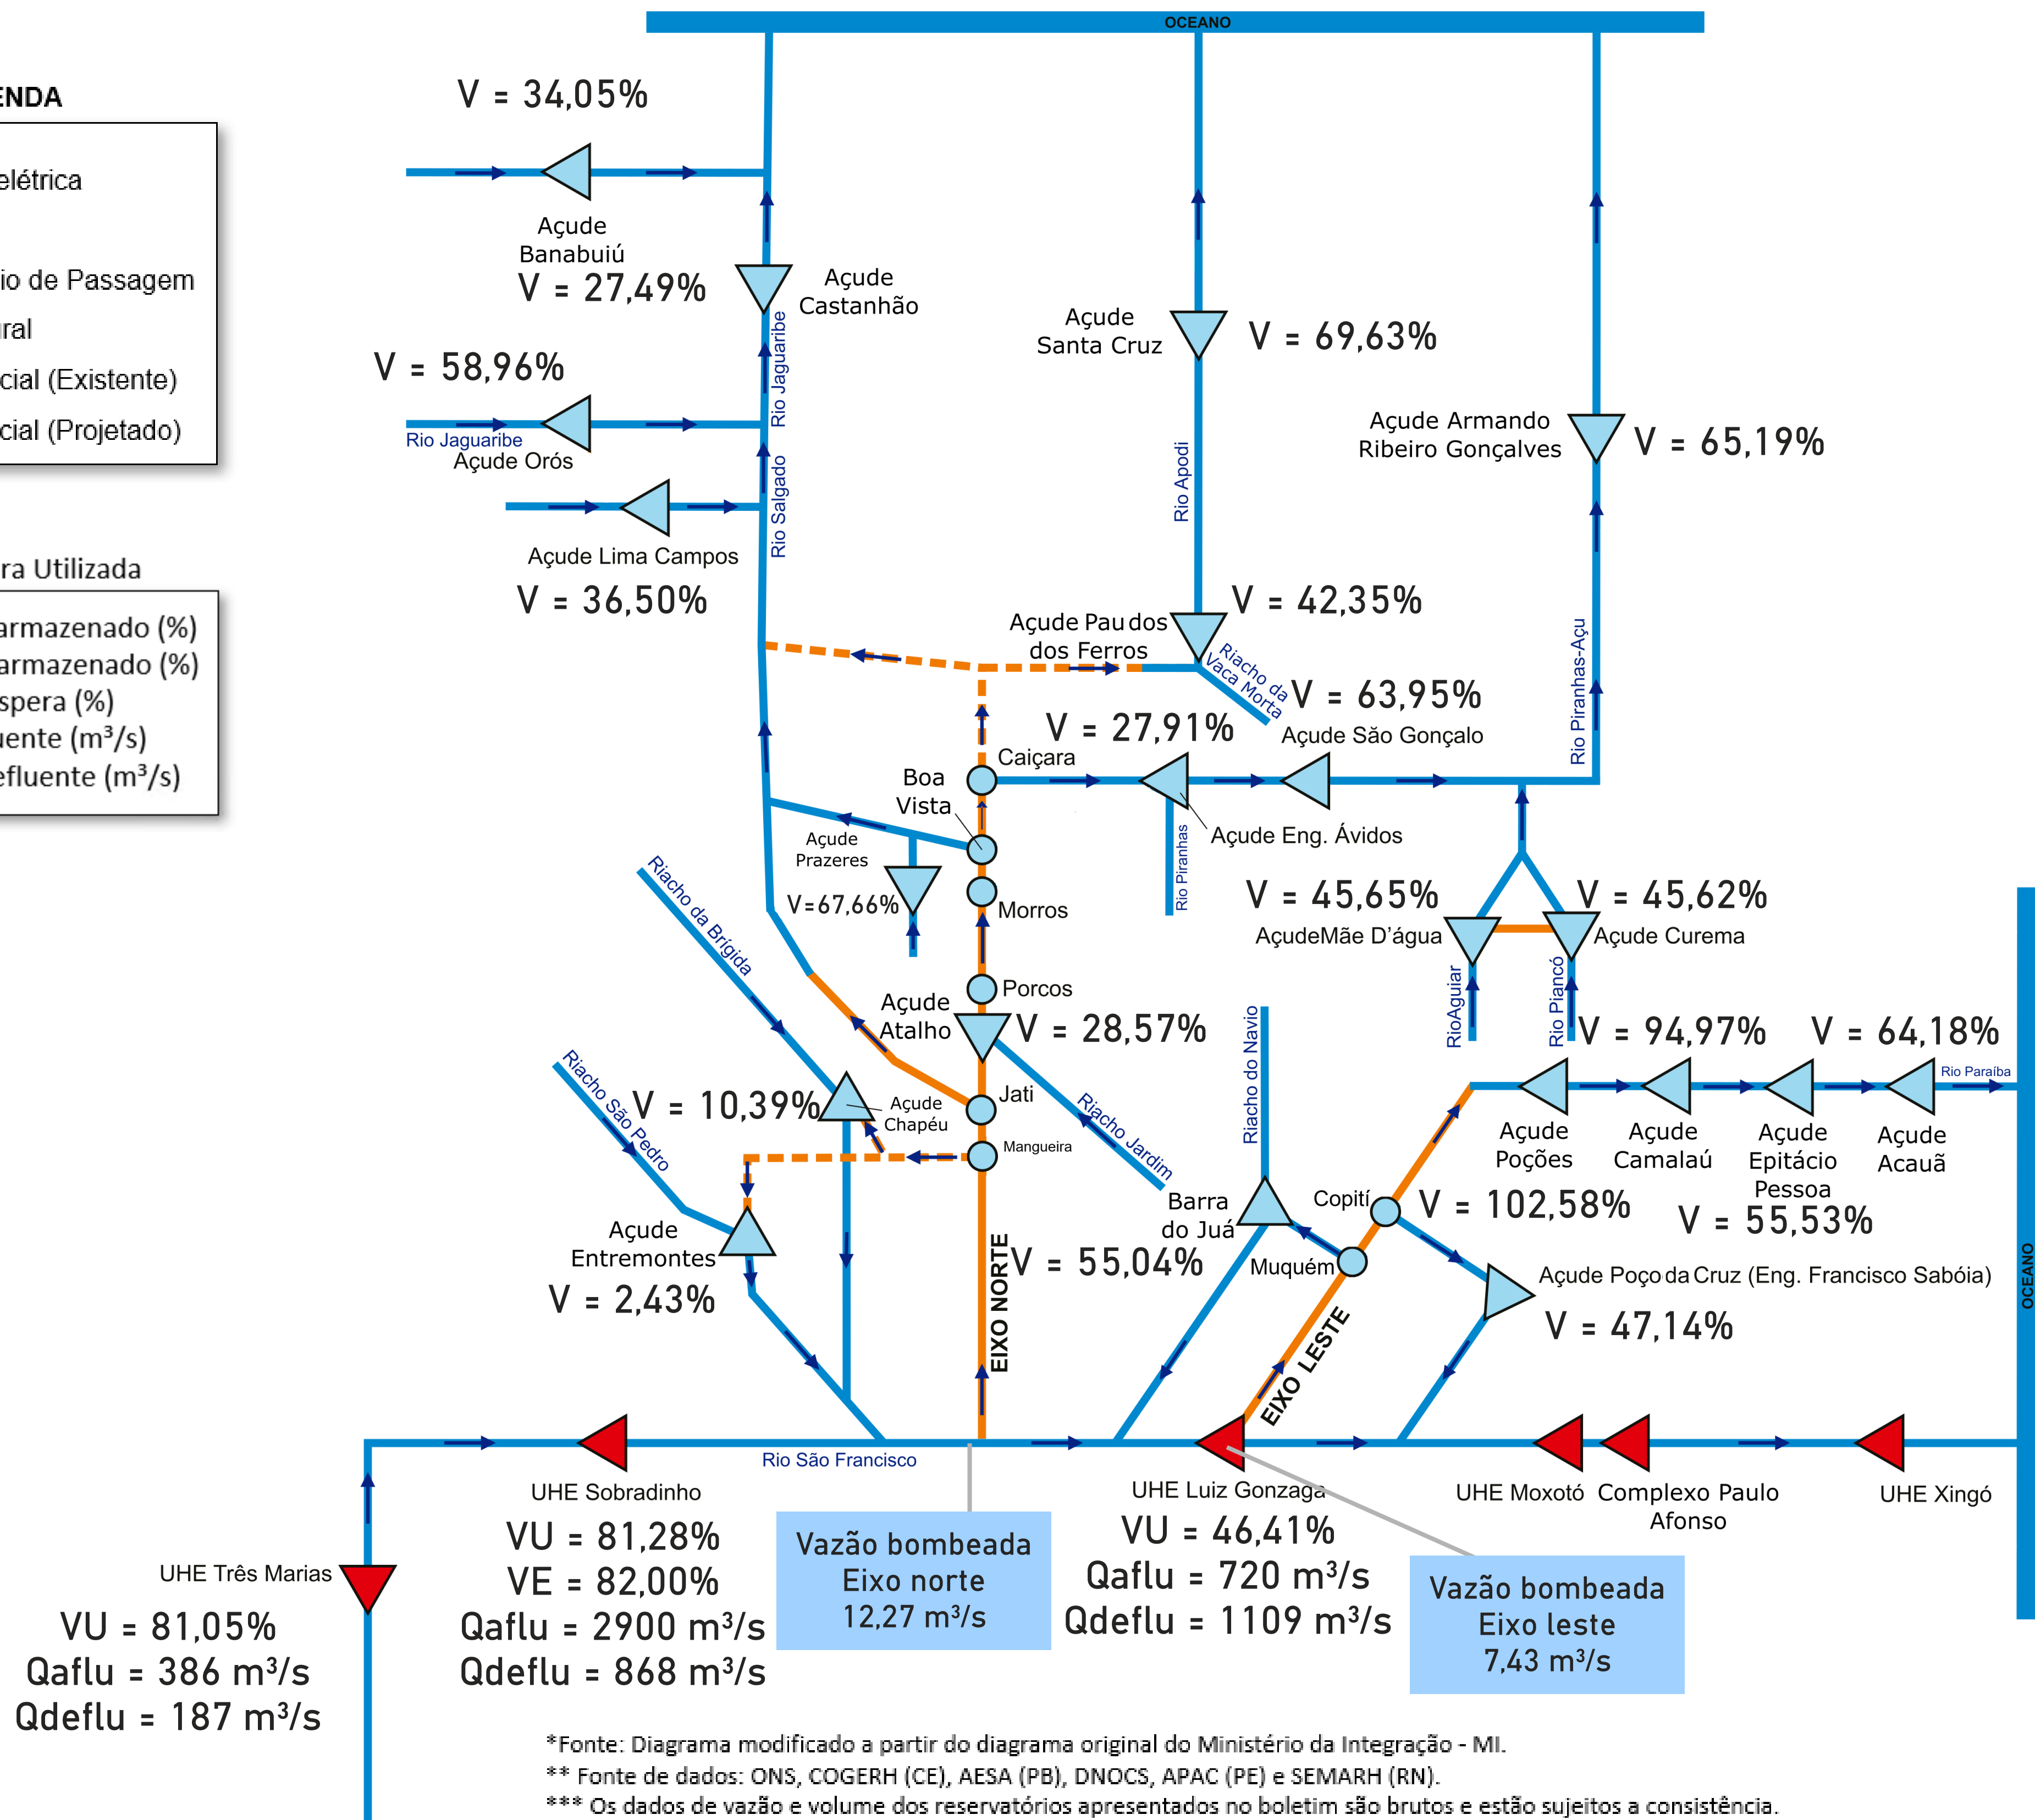 OCEANO
V = 34,05%
ENDA
elétrica
io de Passagem
ural
cial (Existente)
cial (Projetado)
Açude
Banabuiú
V = 27,49%
Açude
Castanhão
Rio Jaguaribe
V = 58,96%
Rio Jaguaribe
Açude Orós
Rio Salgado
Açude Lima Campos
V = 36,50%
Açude
Santa Cruz
V = 69,63%
Rio Apodi
Açude Armando
Ribeiro Gonçalves
V = 65,19%
Rio Piranhas-Açu
ra Utilizada
armazenado (%)
armazenado (%)
spera (%)
uente (m³/s)
efluente (m³/s)
V = 42,35%
Açude Pau dos
dos Ferros
Riacho da
Vaca Morta
V = 63,95%
Açude São Gonçalo
V = 27,91%
Caiçara
Boa
Vista
Açude Eng. Ávidos
Rio Piranhas
Açude
Prazeres
V=67,66%
Morros
Riacho da Brígida
V = 45,65%
AçudeMãe D'água
V = 45,62%
Açude Curema
RioAguiar
Rio Piancó
Porcos
Açude
Atalho
V = 28,57%
Riacho do Navio
V = 94,97%
V = 64,18%
Rio Paraíba
Riacho São Pedro
V = 10,39%
Açude
Chapéu
Jati
Mangueira
Riacho Jardim
Açude
Poções
Açude
Camalaú
Açude
Epitácio
Pessoa
Açude
Acauã
V = 102,58%
V = 55,53%
Barra
do Juá
Copití
Muquém
V = 55,04%
Açude
Entremontes
V = 2,43%
EIXO NORTE
EIXO LESTE
Açude Poço da Cruz (Eng. Francisco Sabóia)
V = 47,14%
OCEANO
Rio São Francisco
UHE Sobradinho
VU = 81,28%
VE = 82,00%
Qaflu = 2900 m³/s
Qdeflu = 868 m³/s
Vazão bombeada
Eixo norte
12,27 m³/s
UHE Luiz Gonzaga
VU = 46,41%
Qaflu = 720 m³/s
Qdeflu = 1109 m³/s
Vazão bombeada
Eixo leste
7,43 m³/s
UHE Moxotó
Complexo Paulo
Afonso
UHE Xingó
UHE Três Marias
VU = 81,05%
Qaflu = 386 m³/s
Qdeflu = 187 m³/s
*Fonte: Diagrama modificado a partir do diagrama original do Ministério da Integração - MI.
** Fonte de dados: ONS, COGERH (CE), AESA (PB), DNOCS, APAC (PE) e SEMARH (RN).
*** Os dados de vazão e volume dos reservatórios apresentados no boletim são brutos e estão sujeitos a consistência.